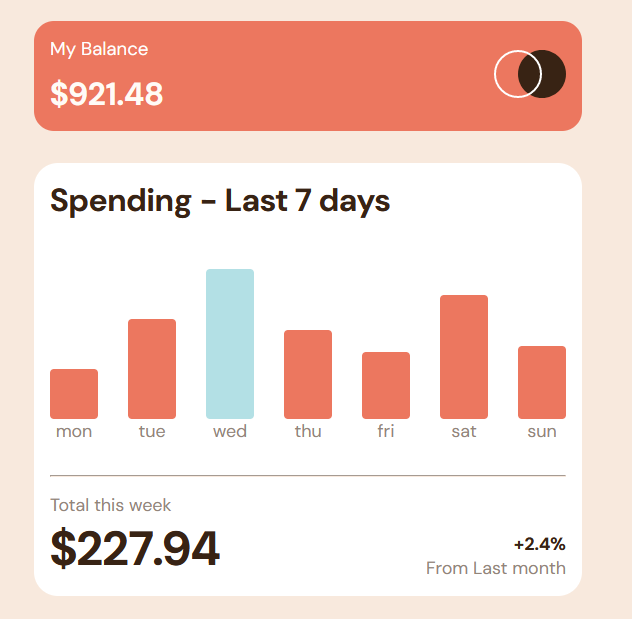 My Balance
$921.48
Spending - Last 7 days
mon tue wed thu fri sat sun
Total this week
$227.94
+2.4%
From Last month